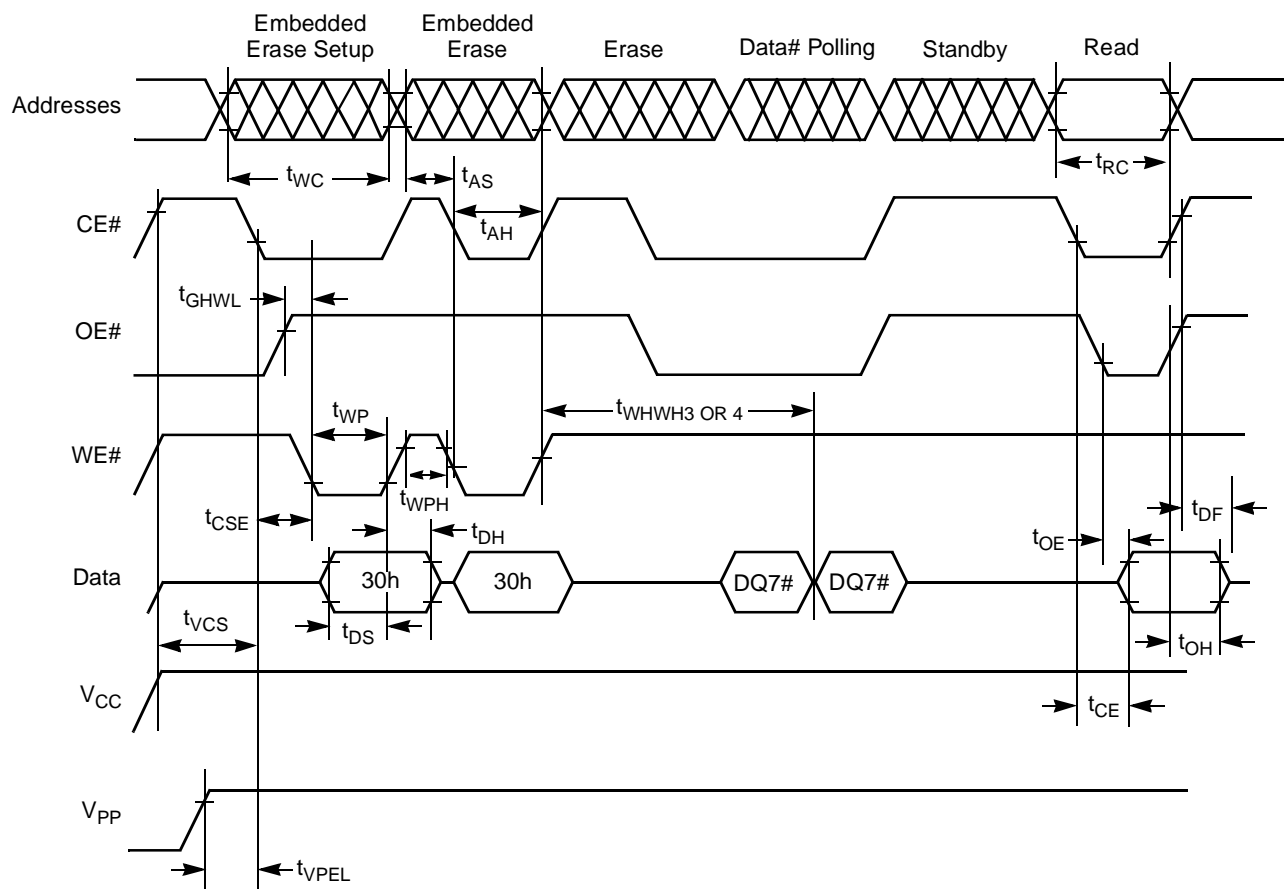 Embedded
Erase Setup
Embedded
Erase
Erase
Data# Polling
Standby
Read
Addresses
tWC
tAS
tRC
CE#
tAH
tGHWL
OE#
tWP
tWHWH3 OR 4
WE#
tWPH
tCSE
tDH
tDF
tOE
Data
30h
30h
DQ7#
DQ7#
tVCS
tDS
tOH
VCC
tCE
VPP
tVPEL